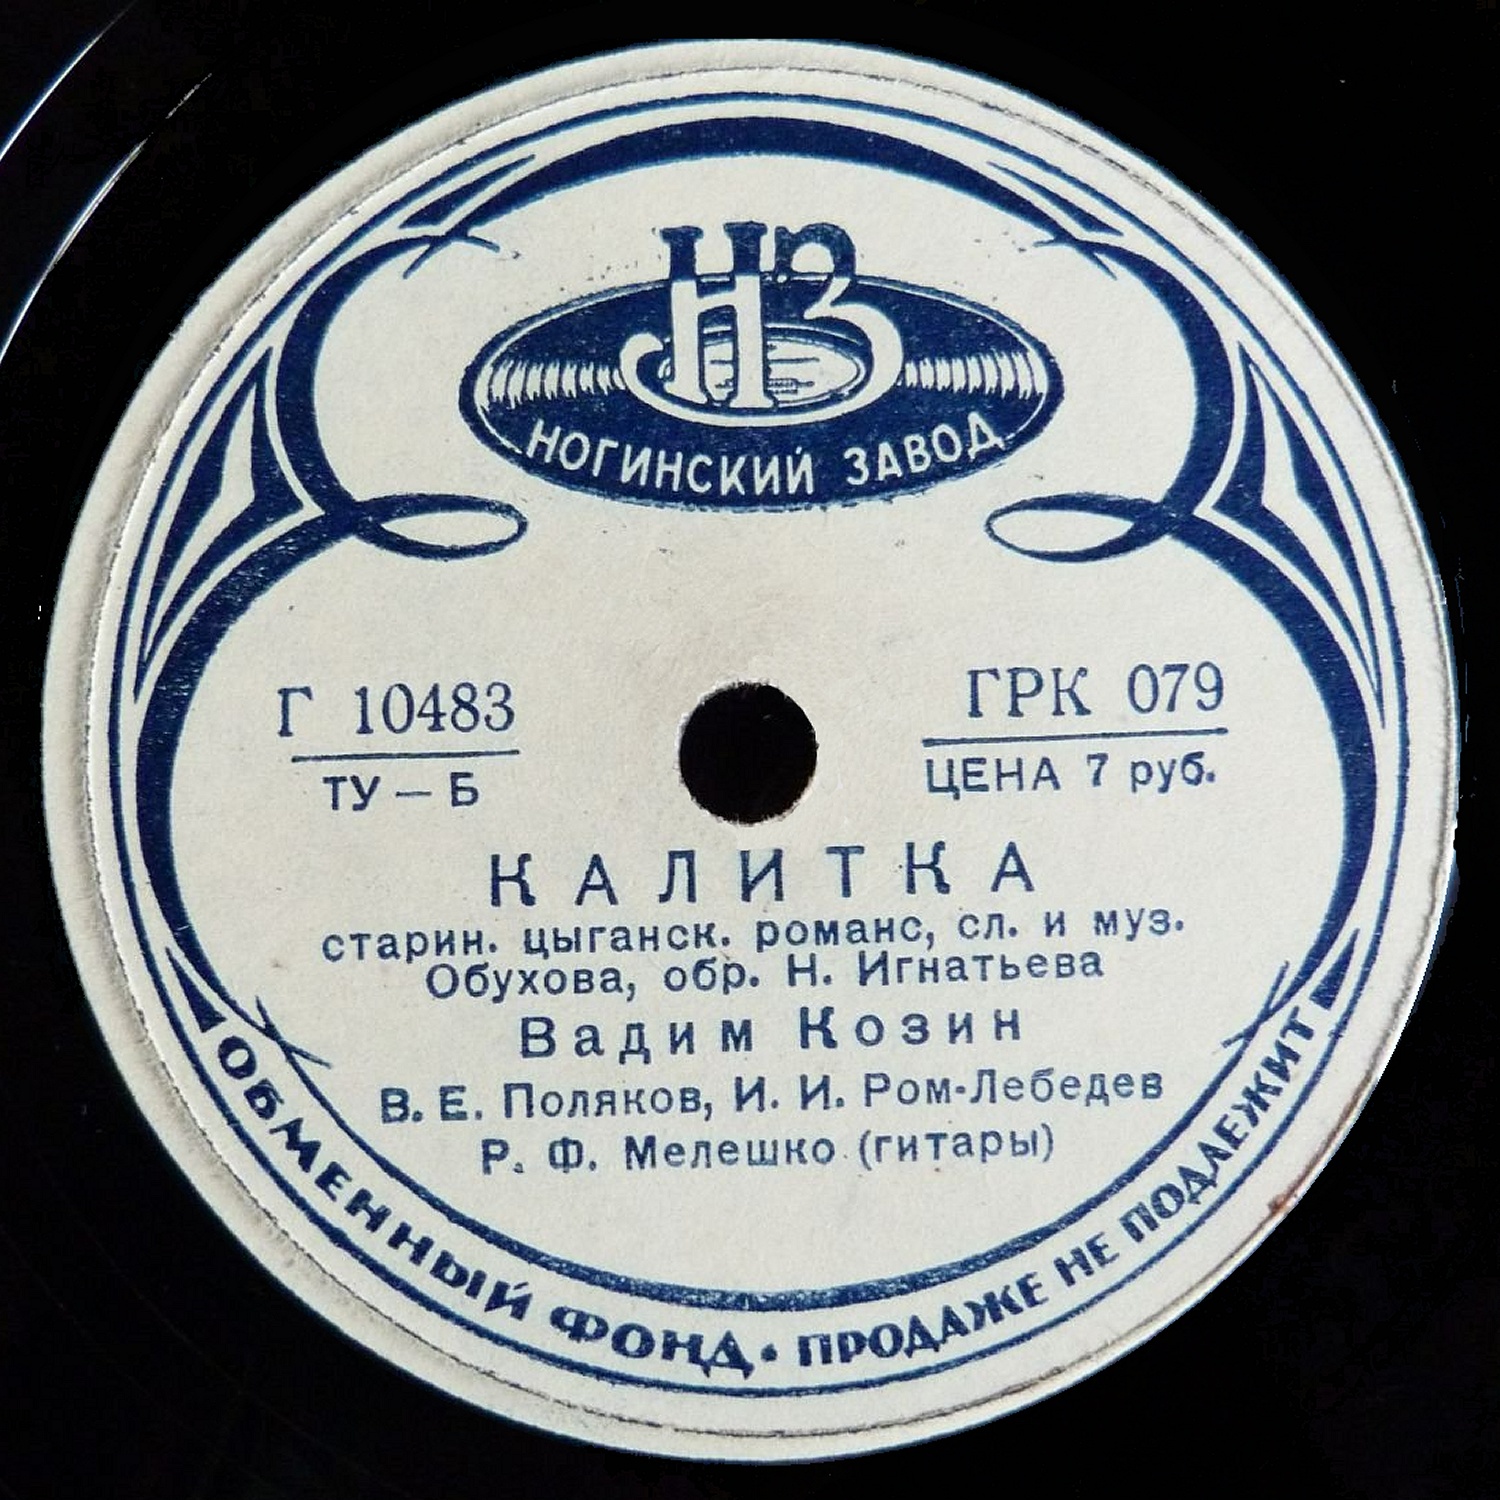 НЗ
НОГИНСКИЙ ЗАВОД
Г 10483
ТУ — Б
ГРК 079
ЦЕНА 7 руб.
КАЛИТКА
старин. цыганск. романс, сл. и муз.
Обухова, обр. Н. Игнатьева
Вадим Козин
В. Е. Поляков, И. И. Ром-Лебедев
Р. Ф. Мелешко (гитары)
ОБМЕННЫЙ ФОНД • ПРОДАЖЕ НЕ ПОДЛЕЖИТ